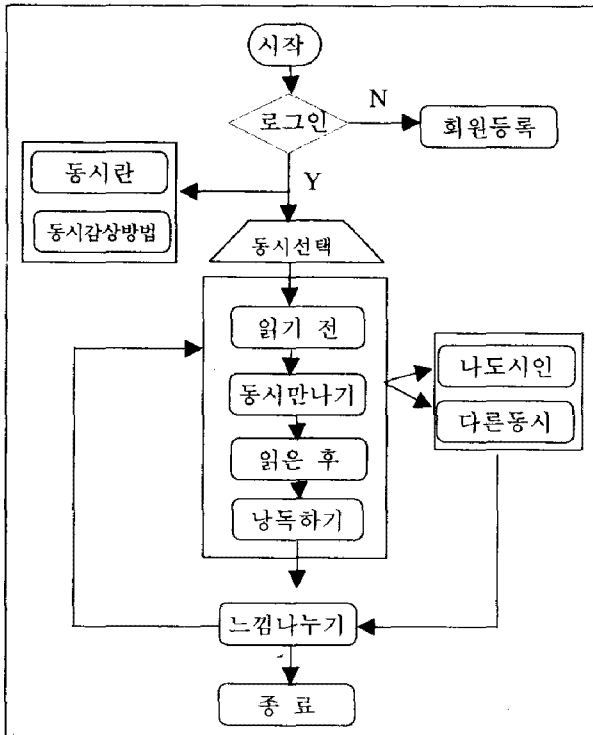 시작
로그인
N
회원등록
Y
동시란
동시감상방법
동시선택
읽기 전
동시만나기
읽은 후
낭독하기
나도시인
다른동시
느낌나누기
종 료